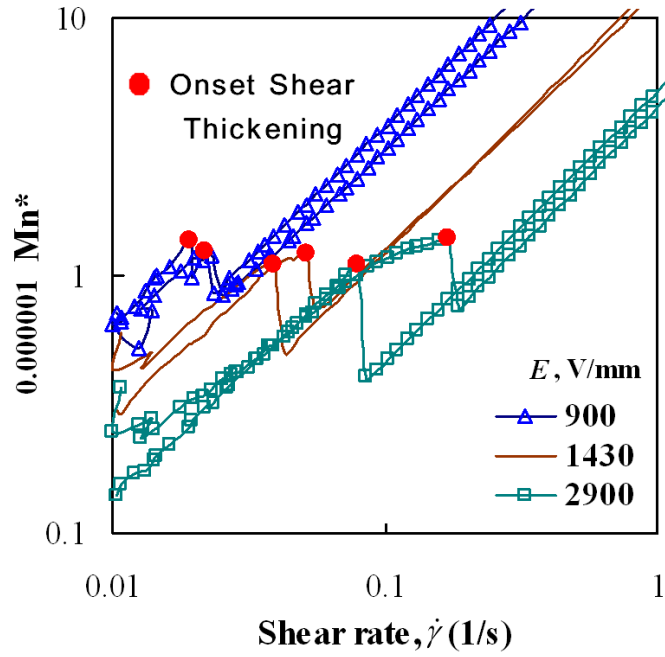 10
Onset Shear
Thickening
1
0.000001 Mn*
E, V/mm
900
1430
2900
0.1
0.01
0.1
1
Shear rate, γ̇ (1/s)